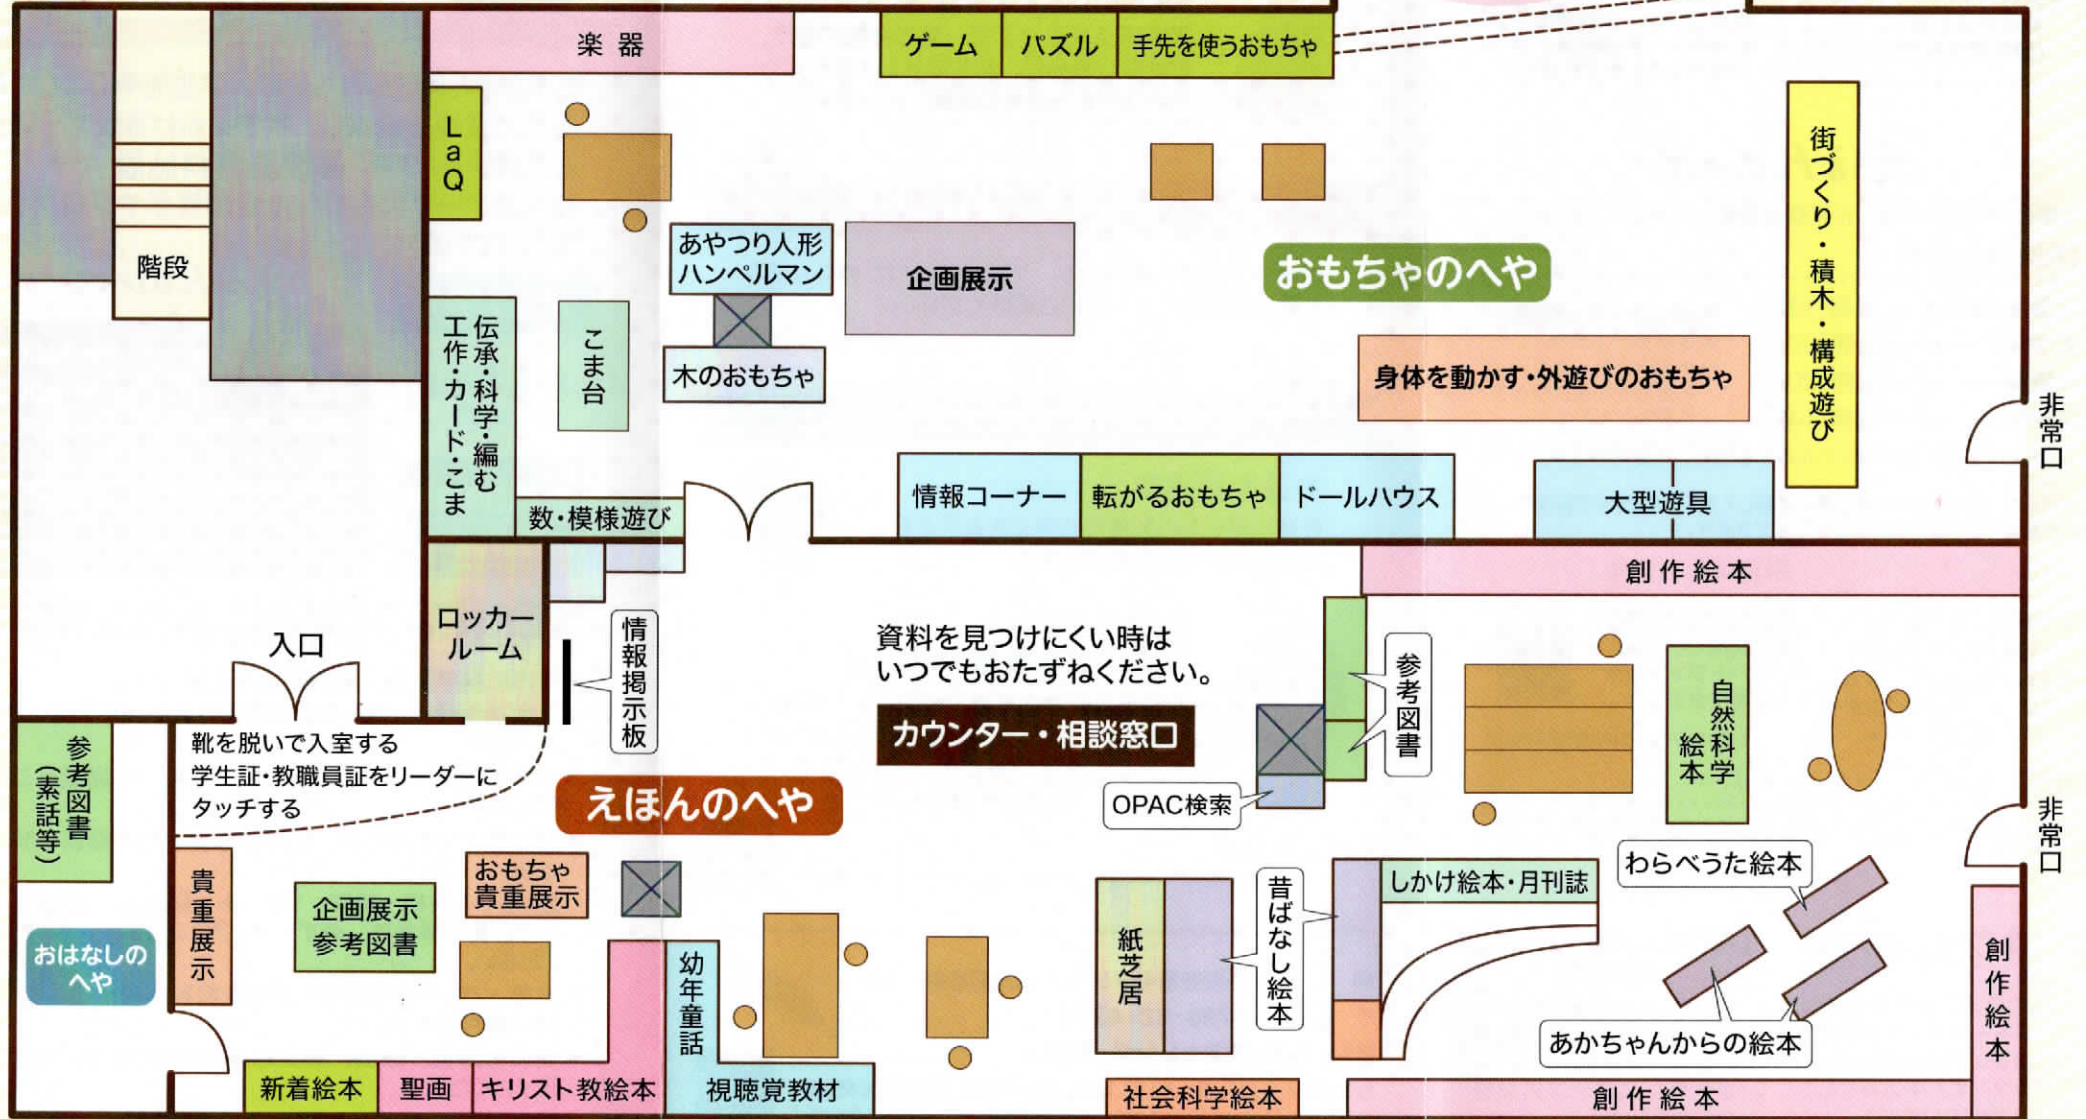 楽器
ゲーム
パズル
手先を使うおもちゃ
LaQ
階段
あやつり人形
ハンペルマン
企画展示
おもちゃのへや
街づくり・積木・構成遊び
伝承・科学・編む
工作・カード・こま
こま台
木のおもちゃ
身体を動かす・外遊びのおもちゃ
非常口
数・模様遊び
情報コーナー
転がるおもちゃ
ドールハウス
大型遊具
創作絵本
ロッカー
ルーム
入口
情報掲示板
資料を見つけにくい時は
いつでもおたずねください。
カウンター・相談窓口
参考図書
自然科学
絵本
参考図書
(素話等)
靴を脱いで入室する
学生証・教職員証をリーダーに
タッチする
えほんのへや
OPAC検索
非常口
貴重展示
企画展示
参考図書
おもちゃ
貴重展示
おはなしの
へや
幼年童話
紙芝居
昔ばなし絵本
しかけ絵本・月刊誌
わらべうた絵本
あかちゃんからの絵本
創作絵本
新着絵本
聖画
キリスト教絵本
視聴覚教材
社会科学絵本
創作絵本